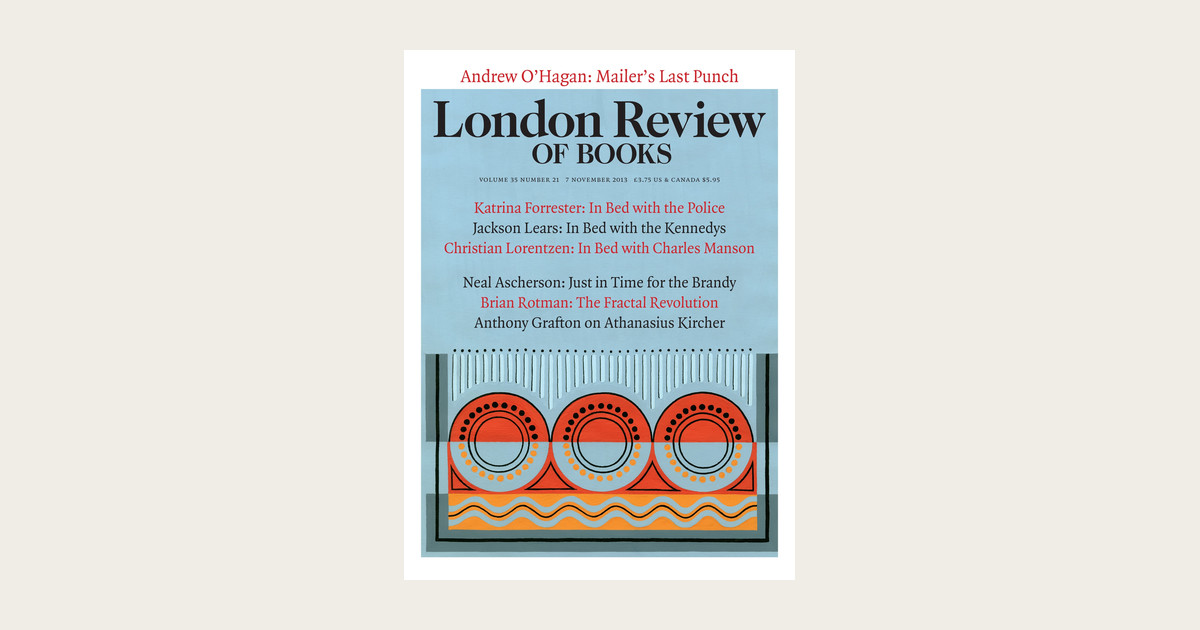 Andrew O’Hagan: Mailer’s Last Punch
London Review
OF BOOKS
VOLUME 35 NUMBER 21 7 NOVEMBER 2013 £3.75 US & CANADA $5.95
Katrina Forrester: In Bed with the Police
Jackson Lears: In Bed with the Kennedys
Christian Lorentzen: In Bed with Charles Manson
Neal Ascherson: Just in Time for the Brandy
Brian Rotman: The Fractal Revolution
Anthony Grafton on Athanasius Kircher